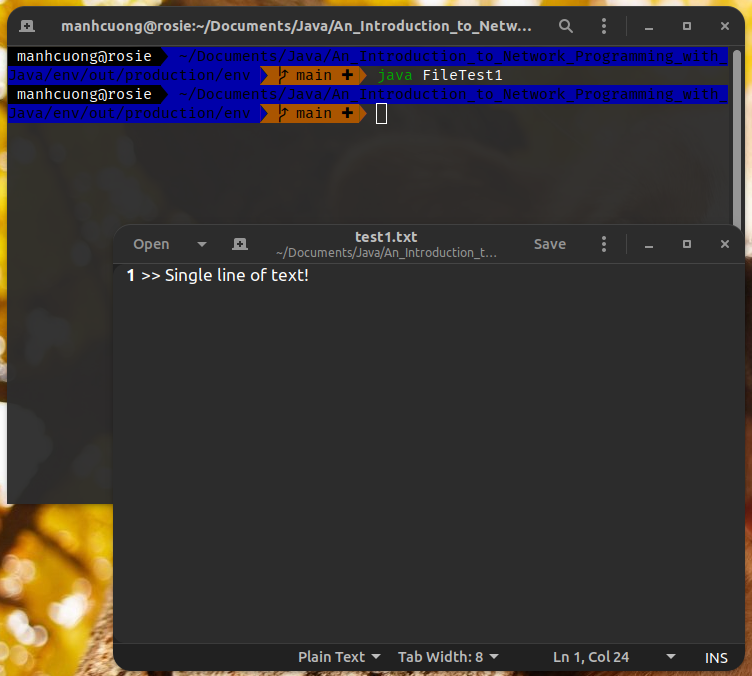 manhcuong@rosie:~/Documents/Java/An_Introduction_to_Netw...
manhcuong@rosie ~/Documents/Java/An Introduction to Network Programming with
Java/env/out/production/env main + java FileTest1
manhcuong@rosie ~/Documents/Java/An Introduction to Network Programming with
Java/env/out/production/env main +
Open test1.txt Save
~/Documents/Java/An_Introduction_t...
1 >> Single line of text!
Plain Text Tab Width: 8 Ln 1, Col 24 INS